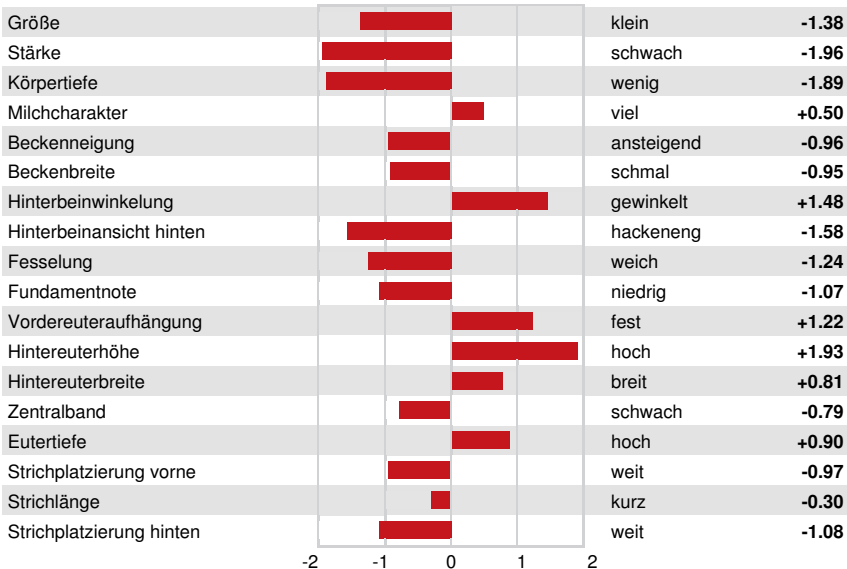 Größe klein -1.38
Stärke schwach -1.96
Körpertiefe wenig -1.89
Milchcharakter viel +0.50
Beckenneigung ansteigend -0.96
Beckenbreite schmal -0.95
Hinterbeinwinkelung gewinkelt +1.48
Hinterbeinansicht hinten hackeneng -1.58
Fesselung weich -1.24
Fundamentnote niedrig -1.07
Vordereuteraufhängung fest +1.22
Hintereuterhöhe hoch +1.93
Hintereuterbreite breit +0.81
Zentralband schwach -0.79
Eutertiefe hoch +0.90
Strichplatzierung vorne weit -0.97
Strichlänge kurz -0.30
Strichplatzierung hinten weit -1.08
-2 -1 0 1 2